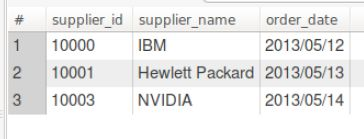 # supplier_id supplier_name order_date
1 10000 IBM 2013/05/12
2 10001 Hewlett Packard 2013/05/13
3 10003 NVIDIA 2013/05/14